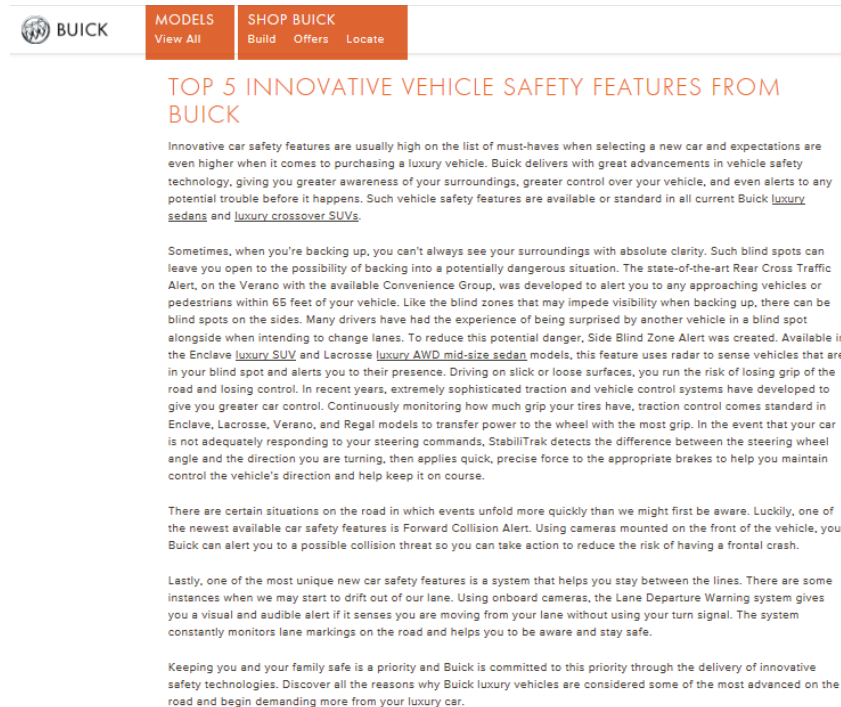 BUICK
MODELS
View All
SHOP BUICK
Build Offers Locate
TOP 5 INNOVATIVE VEHICLE SAFETY FEATURES FROM
BUICK
Innovative car safety features are usually high on the list of must-haves when selecting a new car and expectations are
even higher when it comes to purchasing a luxury vehicle. Buick delivers with great advancements in vehicle safety
technology, giving you greater awareness of your surroundings, greater control over your vehicle, and even alerts to any
potential trouble before it happens. Such vehicle safety features are available or standard in all current Buick luxury
sedans and luxury crossover SUVs.
Sometimes, when you're backing up, you can't always see your surroundings with absolute clarity. Such blind spots can
leave you open to the possibility of backing into a potentially dangerous situation. The state-of-the-art Rear Cross Traffic
Alert, on the Verano with the available Convenience Group, was developed to alert you to any approaching vehicles or
pedestrians within 65 feet of your vehicle. Like the blind zones that may impede visibility when backing up, there can be
blind spots on the sides. Many drivers have had the experience of being surprised by another vehicle in a blind spot
alongside when intending to change lanes. To reduce this potential danger, Side Blind Zone Alert was created. Available i
the Enclave luxury SUV and Lacrosse luxury AWD mid-size sedan models, this feature uses radar to sense vehicles that are
in your blind spot and alerts you to their presence. Driving on slick or loose surfaces, you run the risk of losing grip of the
road and losing control. In recent years, extremely sophisticated traction and vehicle control systems have developed to
give you greater car control. Continuously monitoring how much grip your tires have, traction control comes standard in
Enclave, Lacrosse, Verano, and Regal models to transfer power to the wheel with the most grip. In the event that your car
is not adequately responding to your steering commands, StabiliTrak detects the difference between the steering wheel
angle and the direction you are turning, then applies quick, precise force to the appropriate brakes to help you maintain
control the vehicle's direction and help keep it on course.
There are certain situations on the road in which events unfold more quickly than we might first be aware. Luckily, one of
the newest available car safety features is Forward Collision Alert. Using cameras mounted on the front of the vehicle, you
Buick can alert you to a possible collision threat so you can take action to reduce the risk of having a frontal crash.
Lastly, one of the most unique new car safety features is a system that helps you stay between the lines. There are some
instances when we may start to drift out of our lane. Using onboard cameras, the Lane Departure Warning system gives
you a visual and audible alert if it senses you are moving from your lane without using your turn signal. The system
constantly monitors lane markings on the road and helps you to be aware and stay safe.
Keeping you and your family safe is a priority and Buick is committed to this priority through the delivery of innovative
safety technologies. Discover all the reasons why Buick luxury vehicles are considered some of the most advanced on the
road and begin demanding more from your luxury car.